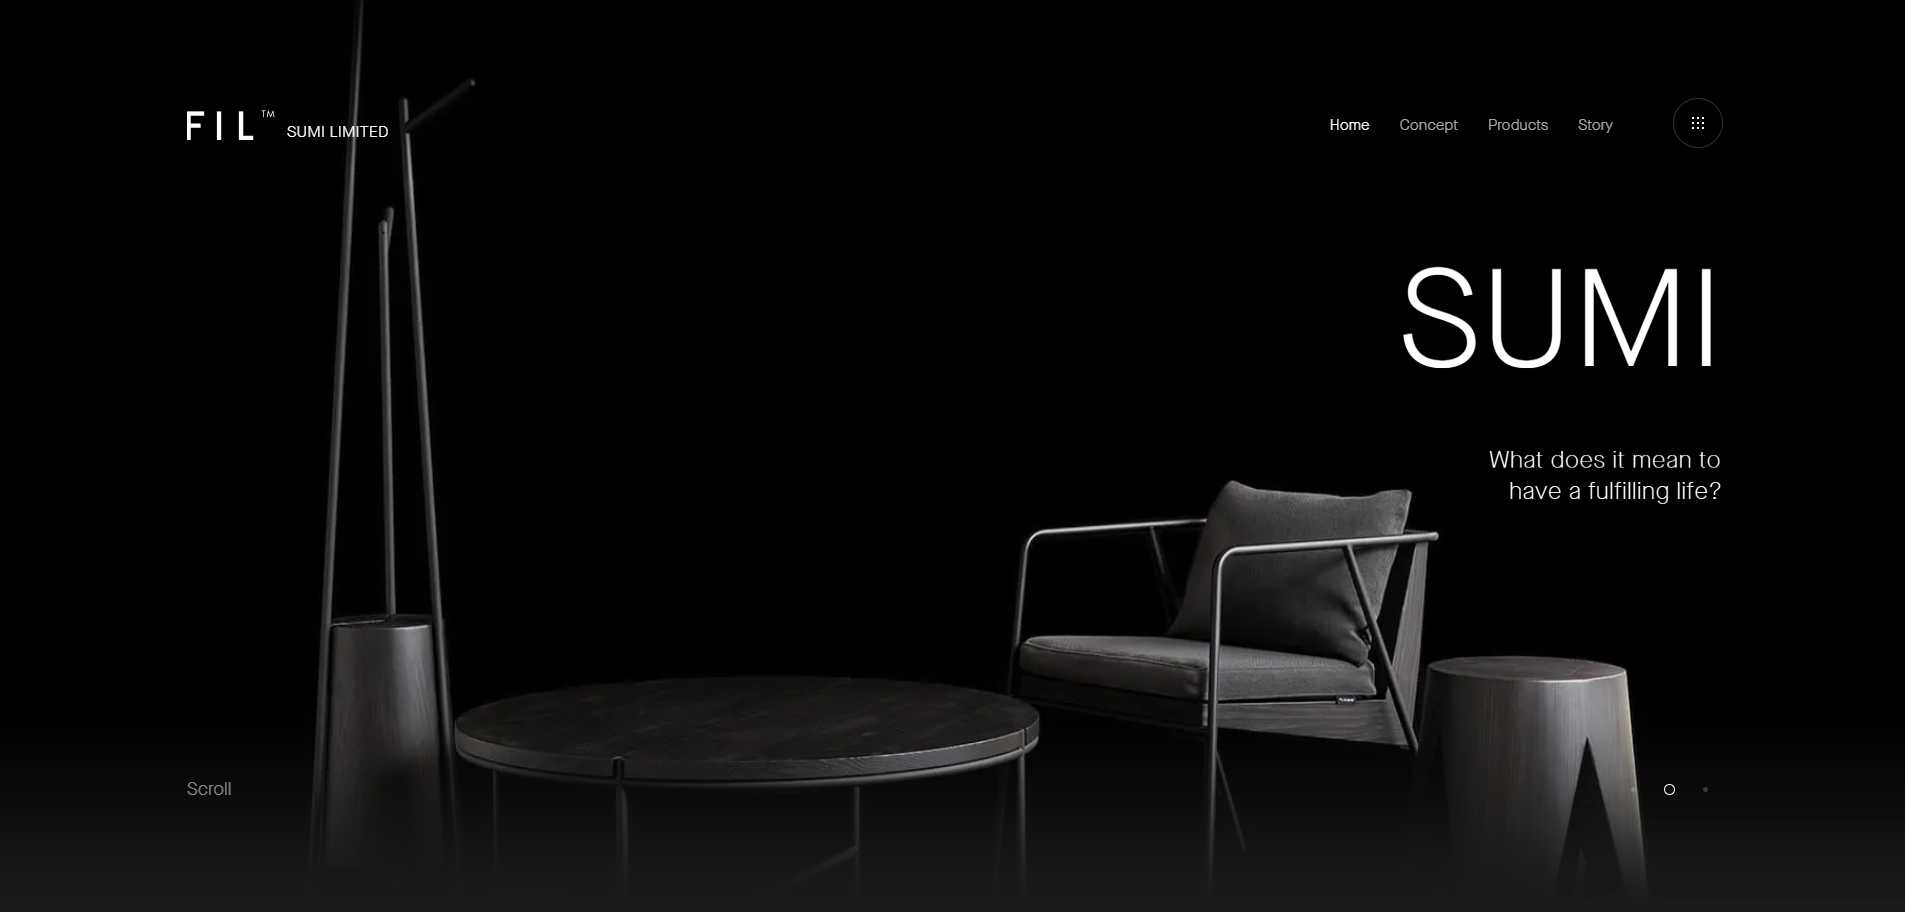 FIL™ SUMI LIMITED
Home Concept Products Story
SUMI
What does it mean to
have a fulfilling life?
Scroll